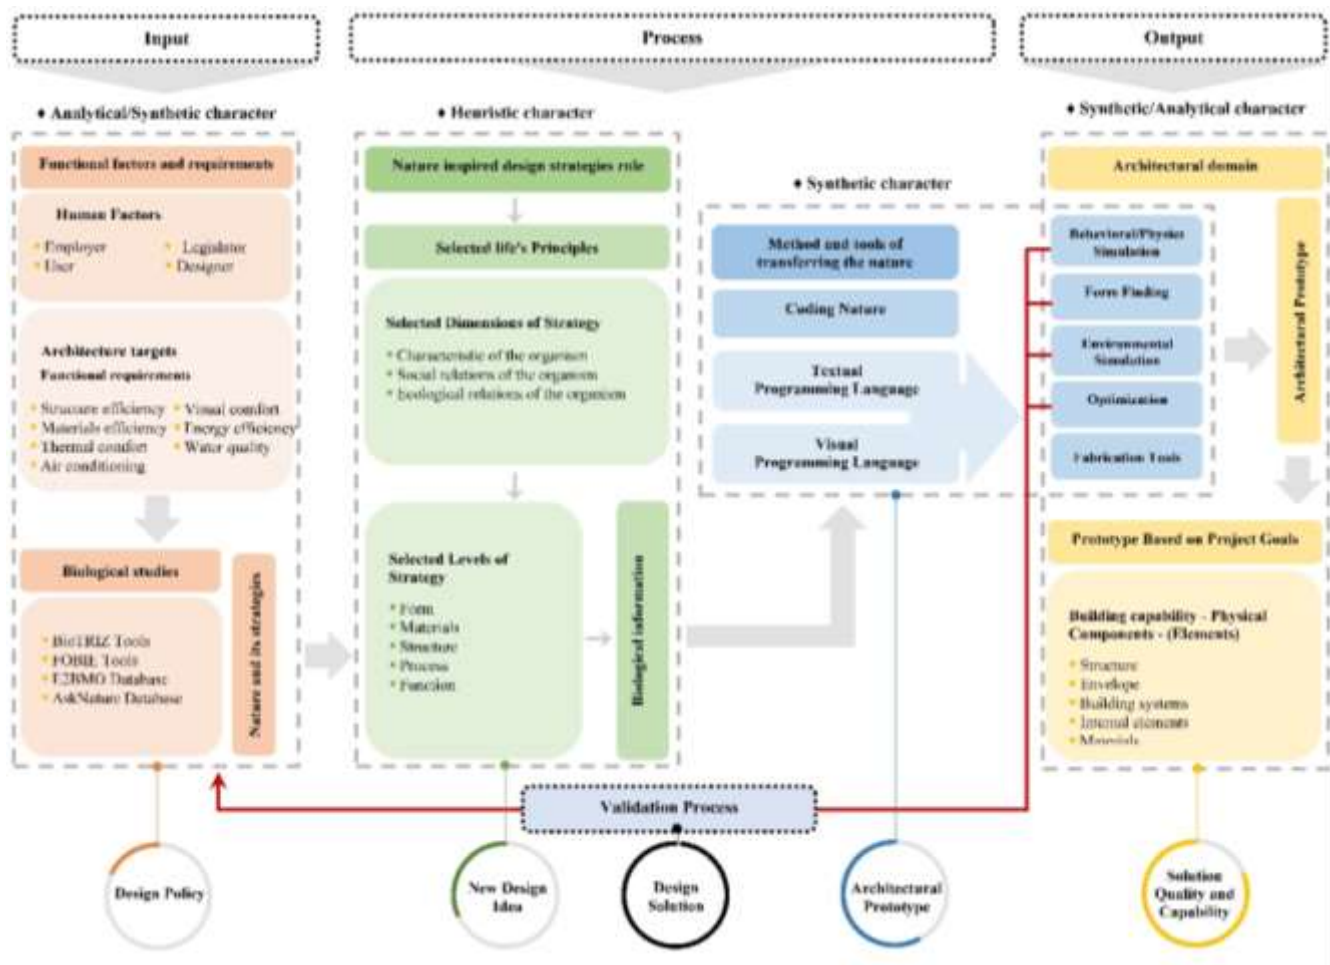 Input
Process
Output
♦ Analytical/Synthetic character
♦ Heuristic character
♦ Synthetic/Analytical character
Functional factors and requirements
Human Factors
Employer
Legislator
User
Designer
Architecture targets
Functional requirements
Structure efficiency
Visual comfort
Materials efficiency
Energy efficiency
Thermal comfort
Water quality
Air conditioning
Biological studies
BioTRIZ Tools
FOBIE Tools
E2BMO Database
AskNature Database
Nature and its strategies
Nature inspired design strategies role
Selected life's Principles
Selected Dimensions of Strategy
Characteristic of the organism
Social relations of the organism
Ecological relations of the organism
Selected Levels of
Strategy
Form
Materials
Structure
Process
Function
Biological information
♦ Synthetic character
Method and tools of
transferring the nature
Coding Nature
Textual
Programming Language
Visual
Programming Language
Architectural domain
Behavioral/Physics
Simulation
Form Finding
Environmental
Simulation
Optimization
Fabrication Tools
Architectural Prototype
Prototype Based on Project Goals
Building capability - Physical
Components - (Elements)
Structure
Envelope
Building systems
Internal elements
Materials
Validation Process
Design Policy
New Design
Idea
Design
Solution
Architectural
Prototype
Solution
Quality and
Capability